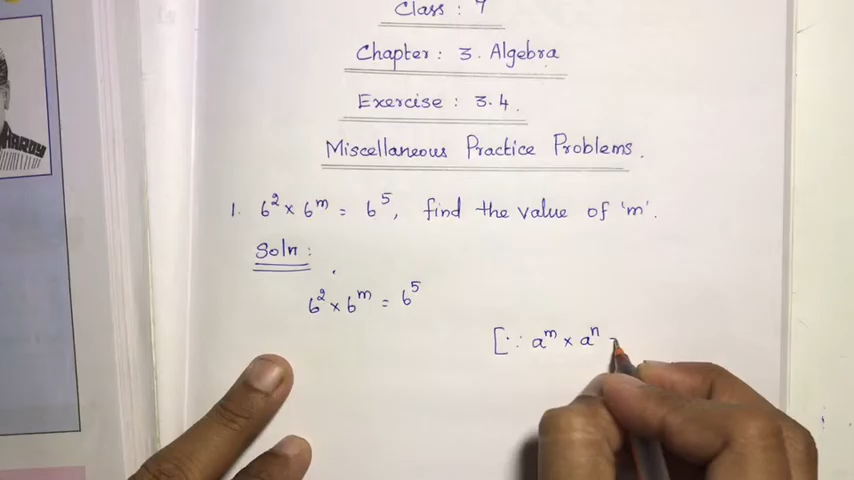 Class : 7
Chapter : 3. Algebra
Exercise : 3.4.
Miscellaneous Practice Problems.
1. 6² × 6ᵐ = 6⁵, find the value of 'm'.
Soln :
6² × 6ᵐ = 6⁵
[∵ aᵐ × aⁿ =
HARDY